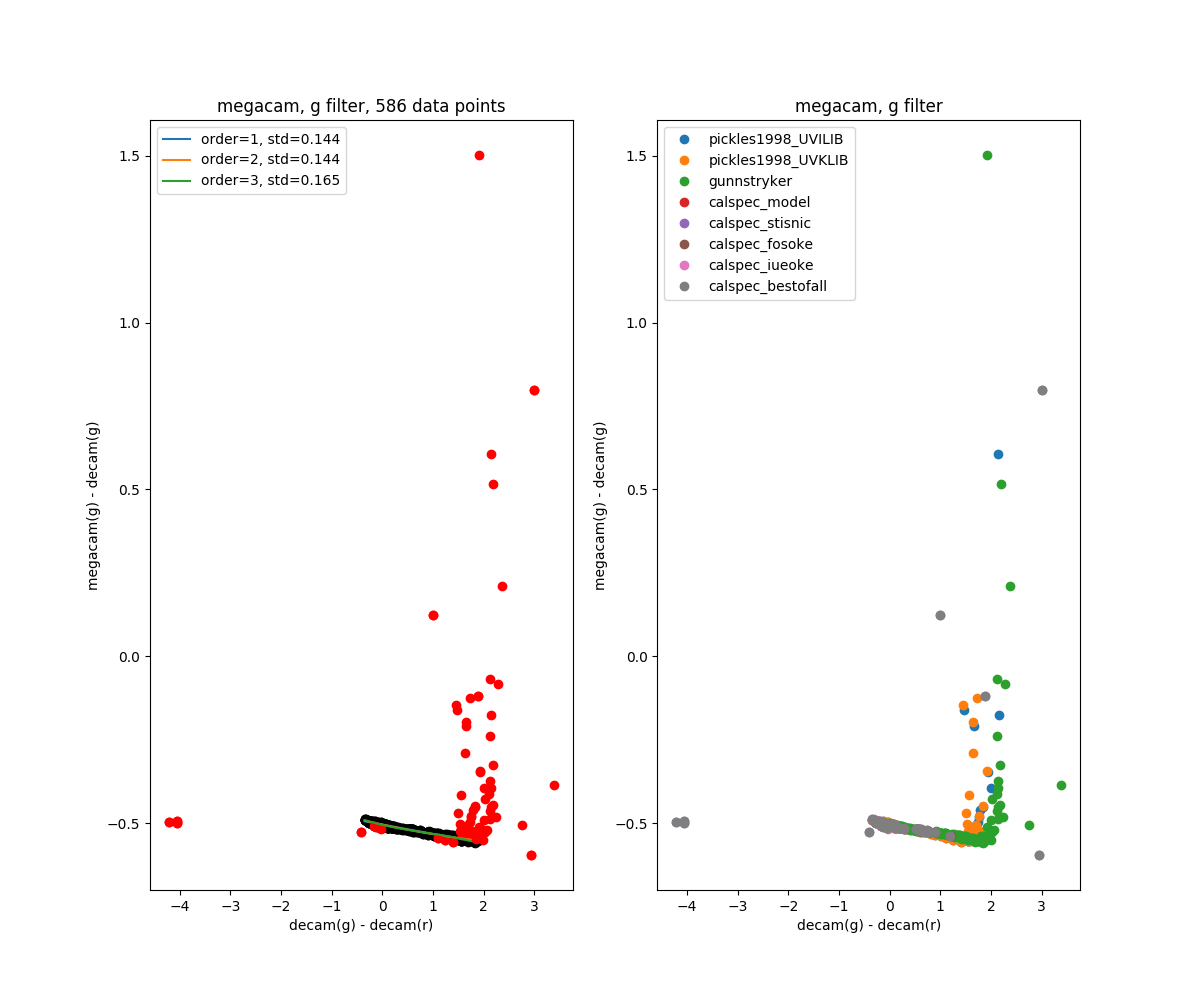 megacam, g filter, 586 data points
order=1, std=0.144
order=2, std=0.144
order=3, std=0.165
1.5
1.0
0.5
0.0
−0.5
megacam(g) - decam(g)
−4
−3
−2
−1
0
1
2
3
decam(g) - decam(r)
megacam, g filter
pickles1998_UVILIB
pickles1998_UVKLIB
gunnstryker
calspec_model
calspec_stisnic
calspec_fosoke
calspec_iueoke
calspec_bestofall
1.5
1.0
0.5
0.0
−0.5
megacam(g) - decam(g)
−4
−3
−2
−1
0
1
2
3
decam(g) - decam(r)